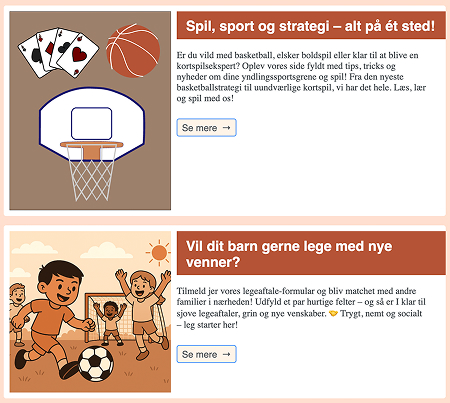 Spil, sport og strategi – alt på ét sted!
Er du vild med basketball, elsker boldspil eller klar til at blive en
kortspilsekspert? Oplev vores side fyldt med tips, tricks og
nyheder om dine yndlingssportsgrene og spil! Fra den nyeste
basketballstrategi til uundværlige kortspil, vi har det hele. Læs, lær
og spil med os!
Se mere →
Vil dit barn gerne lege med nye
venner?
Tilmeld jer vores legeaftale-formular og bliv matchet med andre
familier i nærheden! Udfyld et par hurtige felter – og så er I klar til
sjove legeaftaler, grin og nye venskaber. 🤝 Trygt, nemt og socialt
– leg starter her!
Se mere →